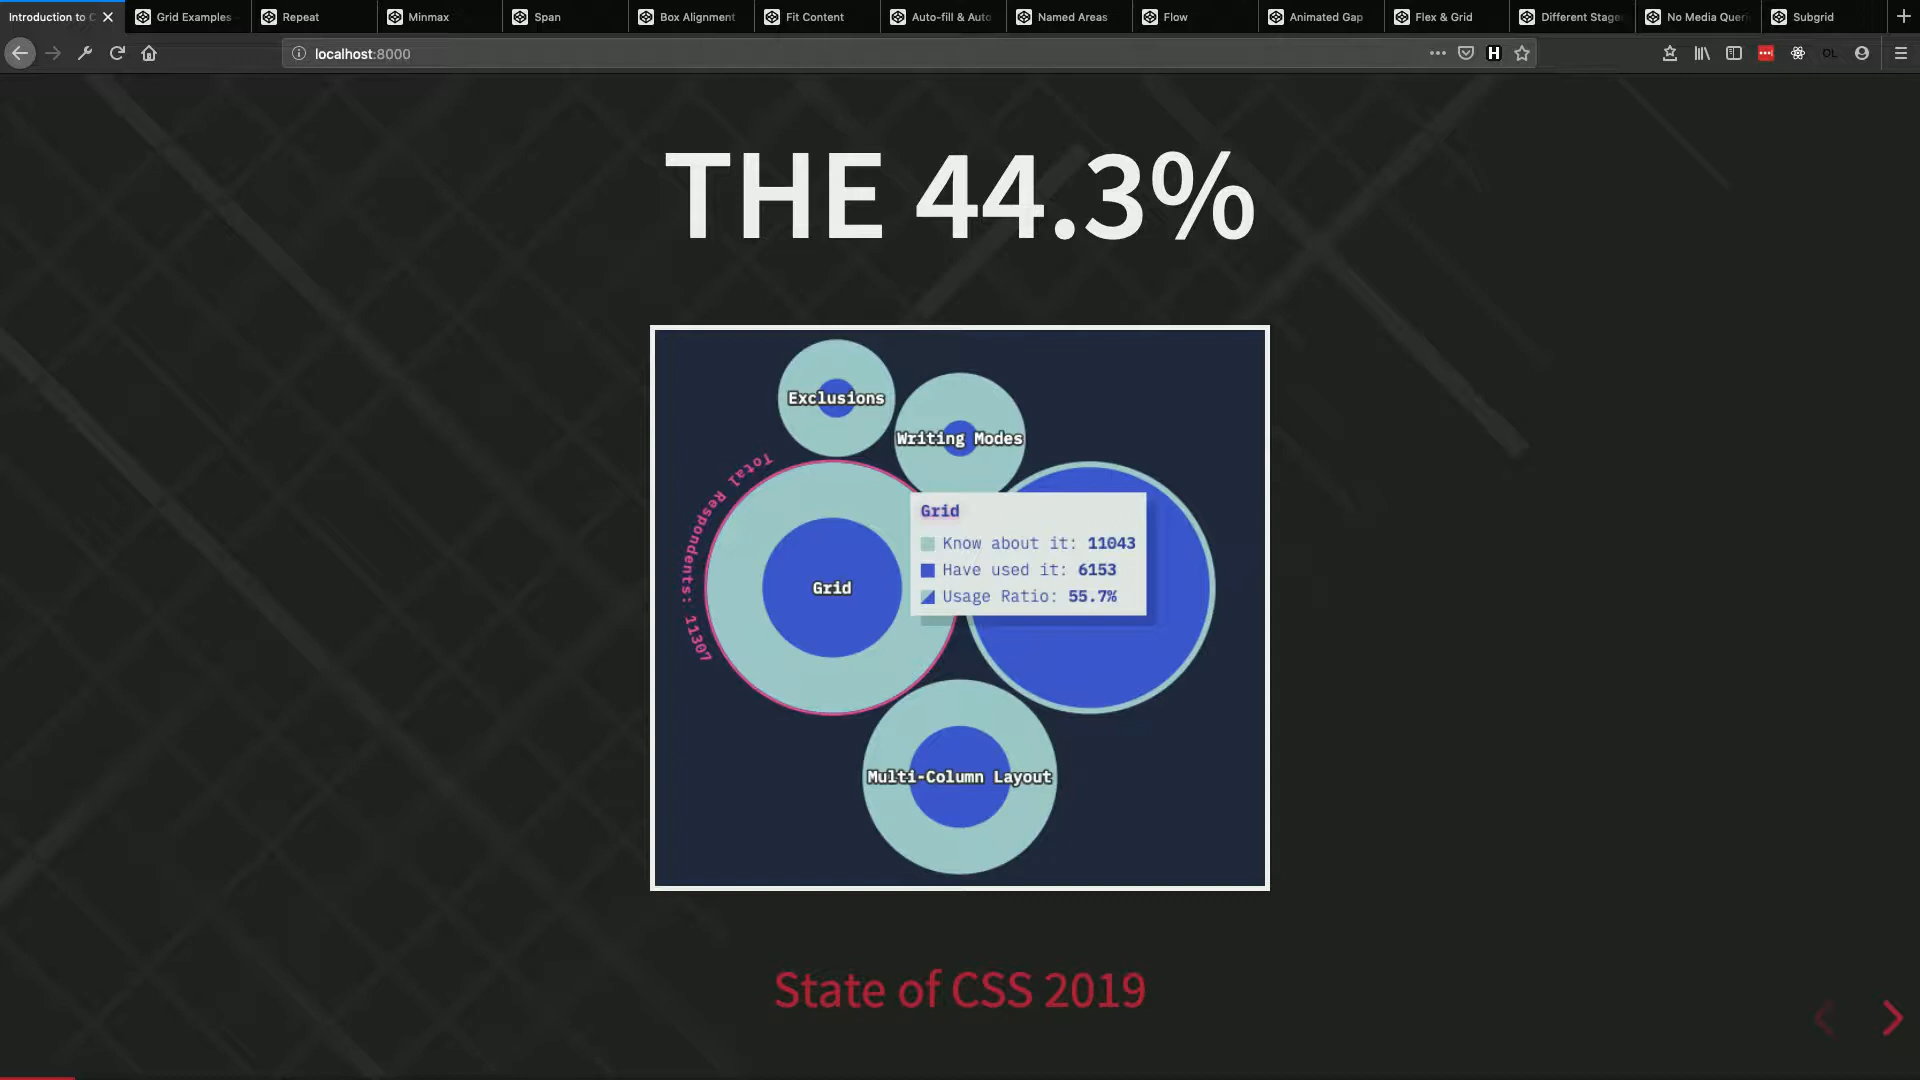 Introduction to C
Grid Examples
Repeat
Minmax
Span
Box Alignment
Fit Content
Auto-fill & Auto
Named Areas
Flow
Animated Gap
Flex & Grid
Different Stage
No Media Queri
Subgrid
localhost:8000
THE 44.3%
Exclusions
Writing Modes
Total Respondents: 11307
Grid
Know about it: 11043
Have used it: 6153
Usage Ratio: 55.7%
Grid
Multi-Column Layout
State of CSS 2019